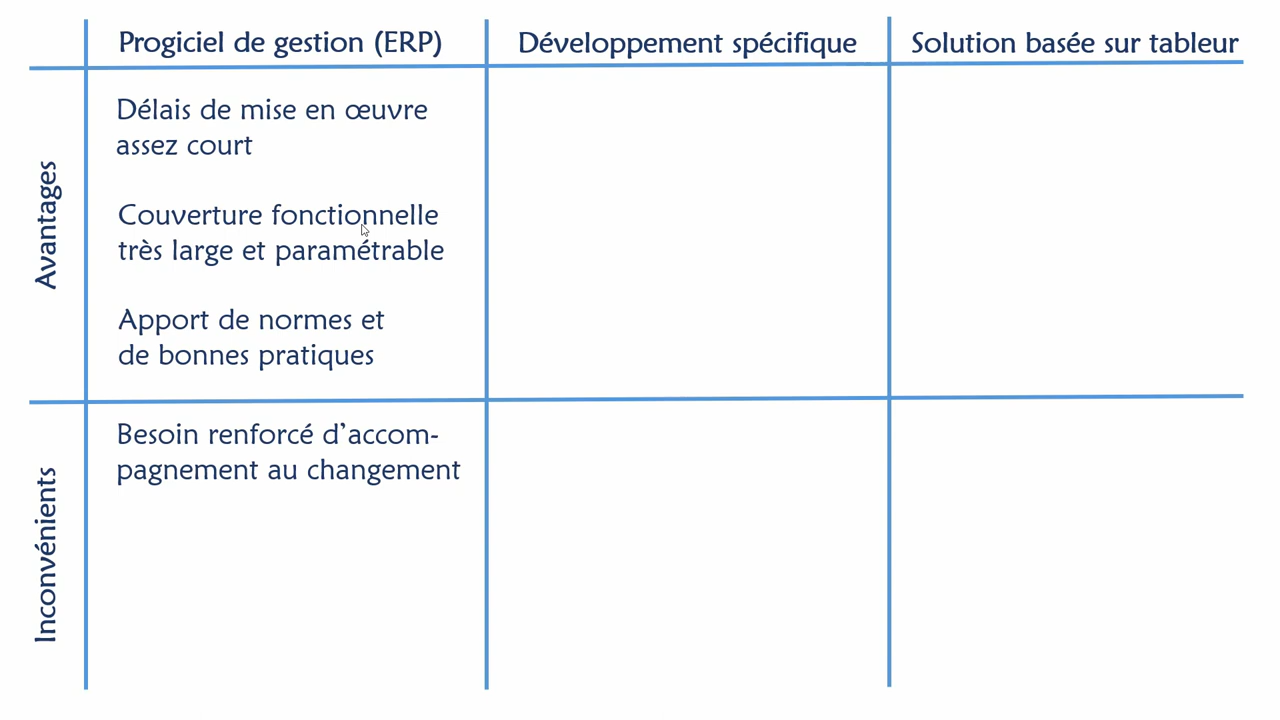 Progiciel de gestion (ERP)
Développement spécifique
Solution basée sur tableur
Avantages
Délais de mise en œuvre
assez court
Couverture fonctionnelle
très large et paramétrable
Apport de normes et
de bonnes pratiques
Inconvénients
Besoin renforcé d’accom-
pagnement au changement